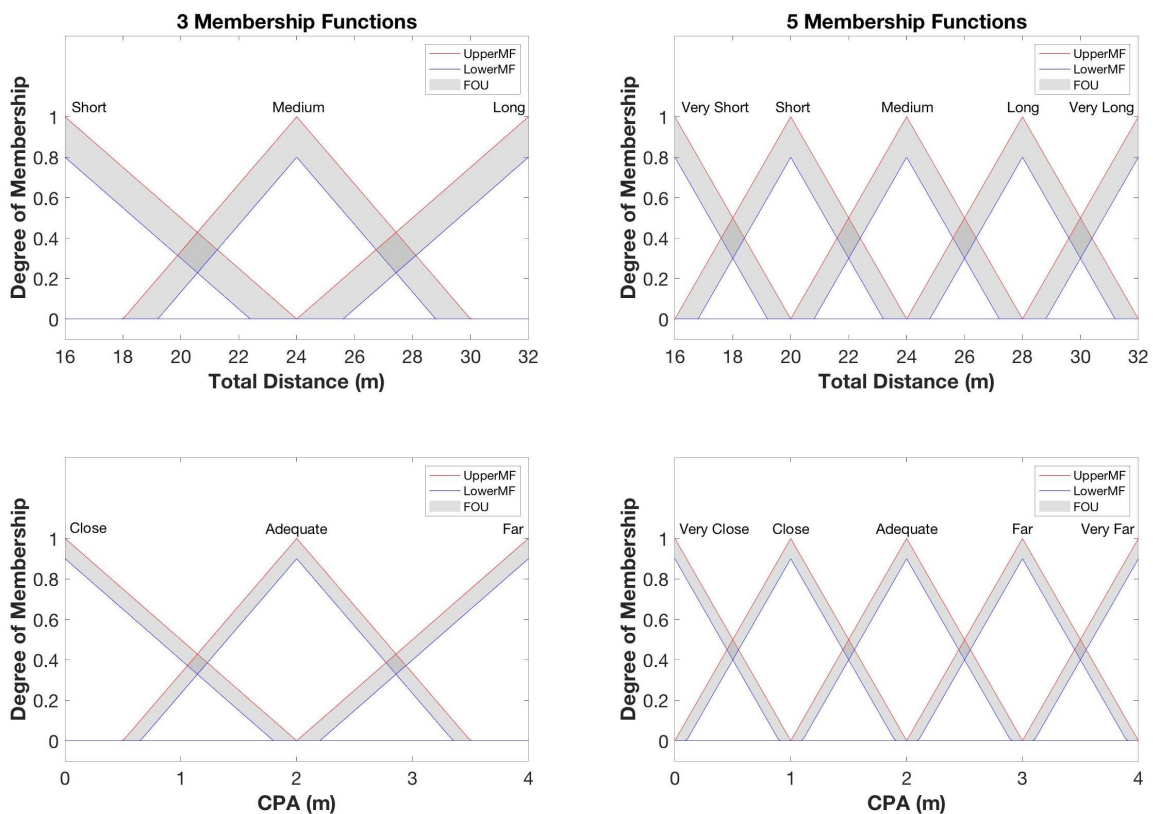 3 Membership Functions
UpperMF
LowerMF
FOU
Short Medium Long
Degree of Membership
1
0.8
0.6
0.4
0.2
0
16 18 20 22 24 26 28 30 32
Total Distance (m)
5 Membership Functions
UpperMF
LowerMF
FOU
Very Short Short Medium Long Very Long
Degree of Membership
1
0.8
0.6
0.4
0.2
0
16 18 20 22 24 26 28 30 32
Total Distance (m)
UpperMF
LowerMF
FOU
Close Adequate Far
Degree of Membership
1
0.8
0.6
0.4
0.2
0
0 1 2 3 4
CPA (m)
UpperMF
LowerMF
FOU
Very Close Close Adequate Far Very Far
Degree of Membership
1
0.8
0.6
0.4
0.2
0
0 1 2 3 4
CPA (m)